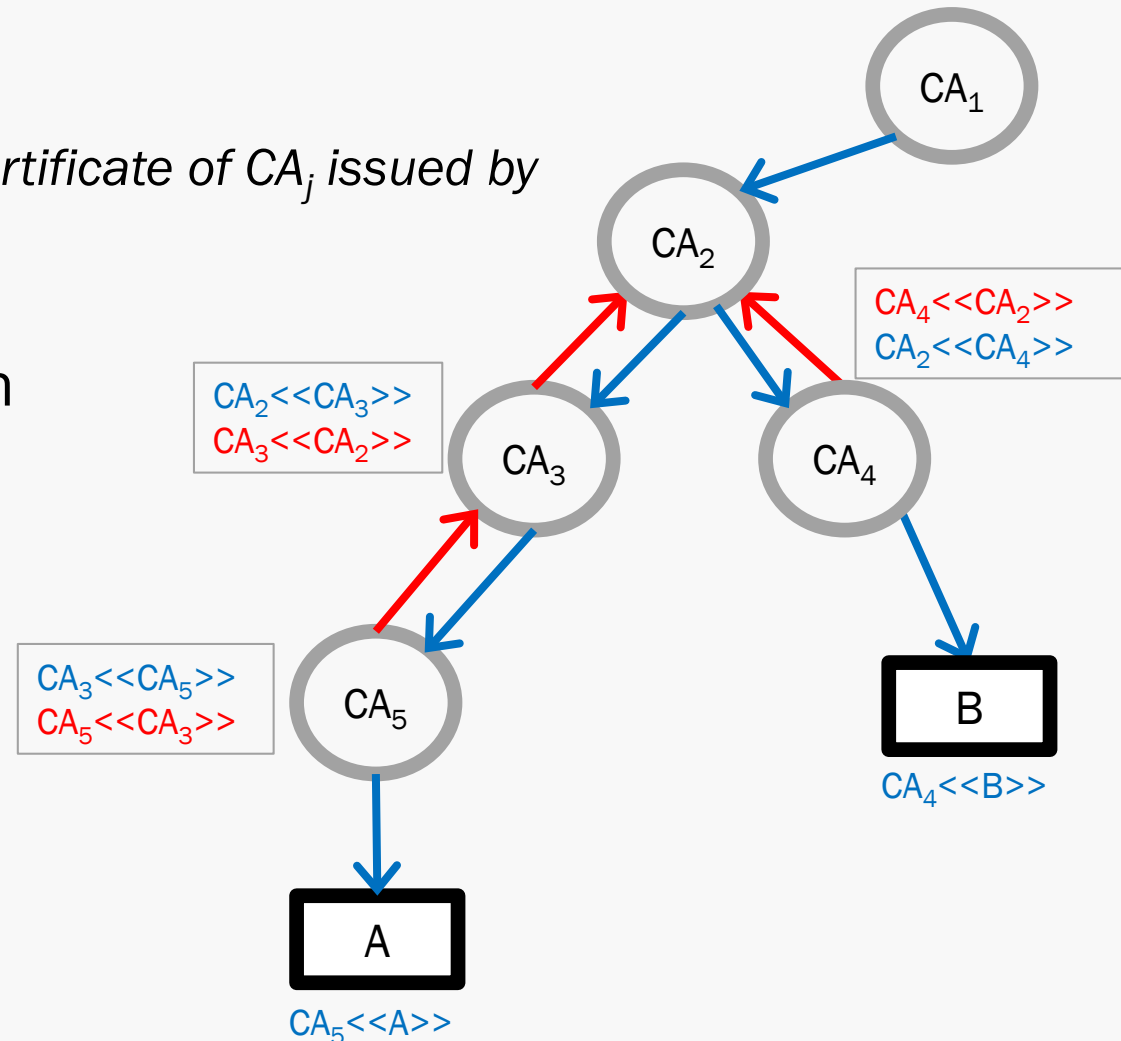 CA₁
rtificate of CAⱼ issued by
CA₂
CA₄<<CA₂>>
CA₂<<CA₄>>
n
CA₂<<CA₃>>
CA₃<<CA₂>>
CA₃
CA₄
CA₃<<CA₅>>
CA₅<<CA₃>>
CA₅
B
CA₄<<B>>
A
CA₅<<A>>